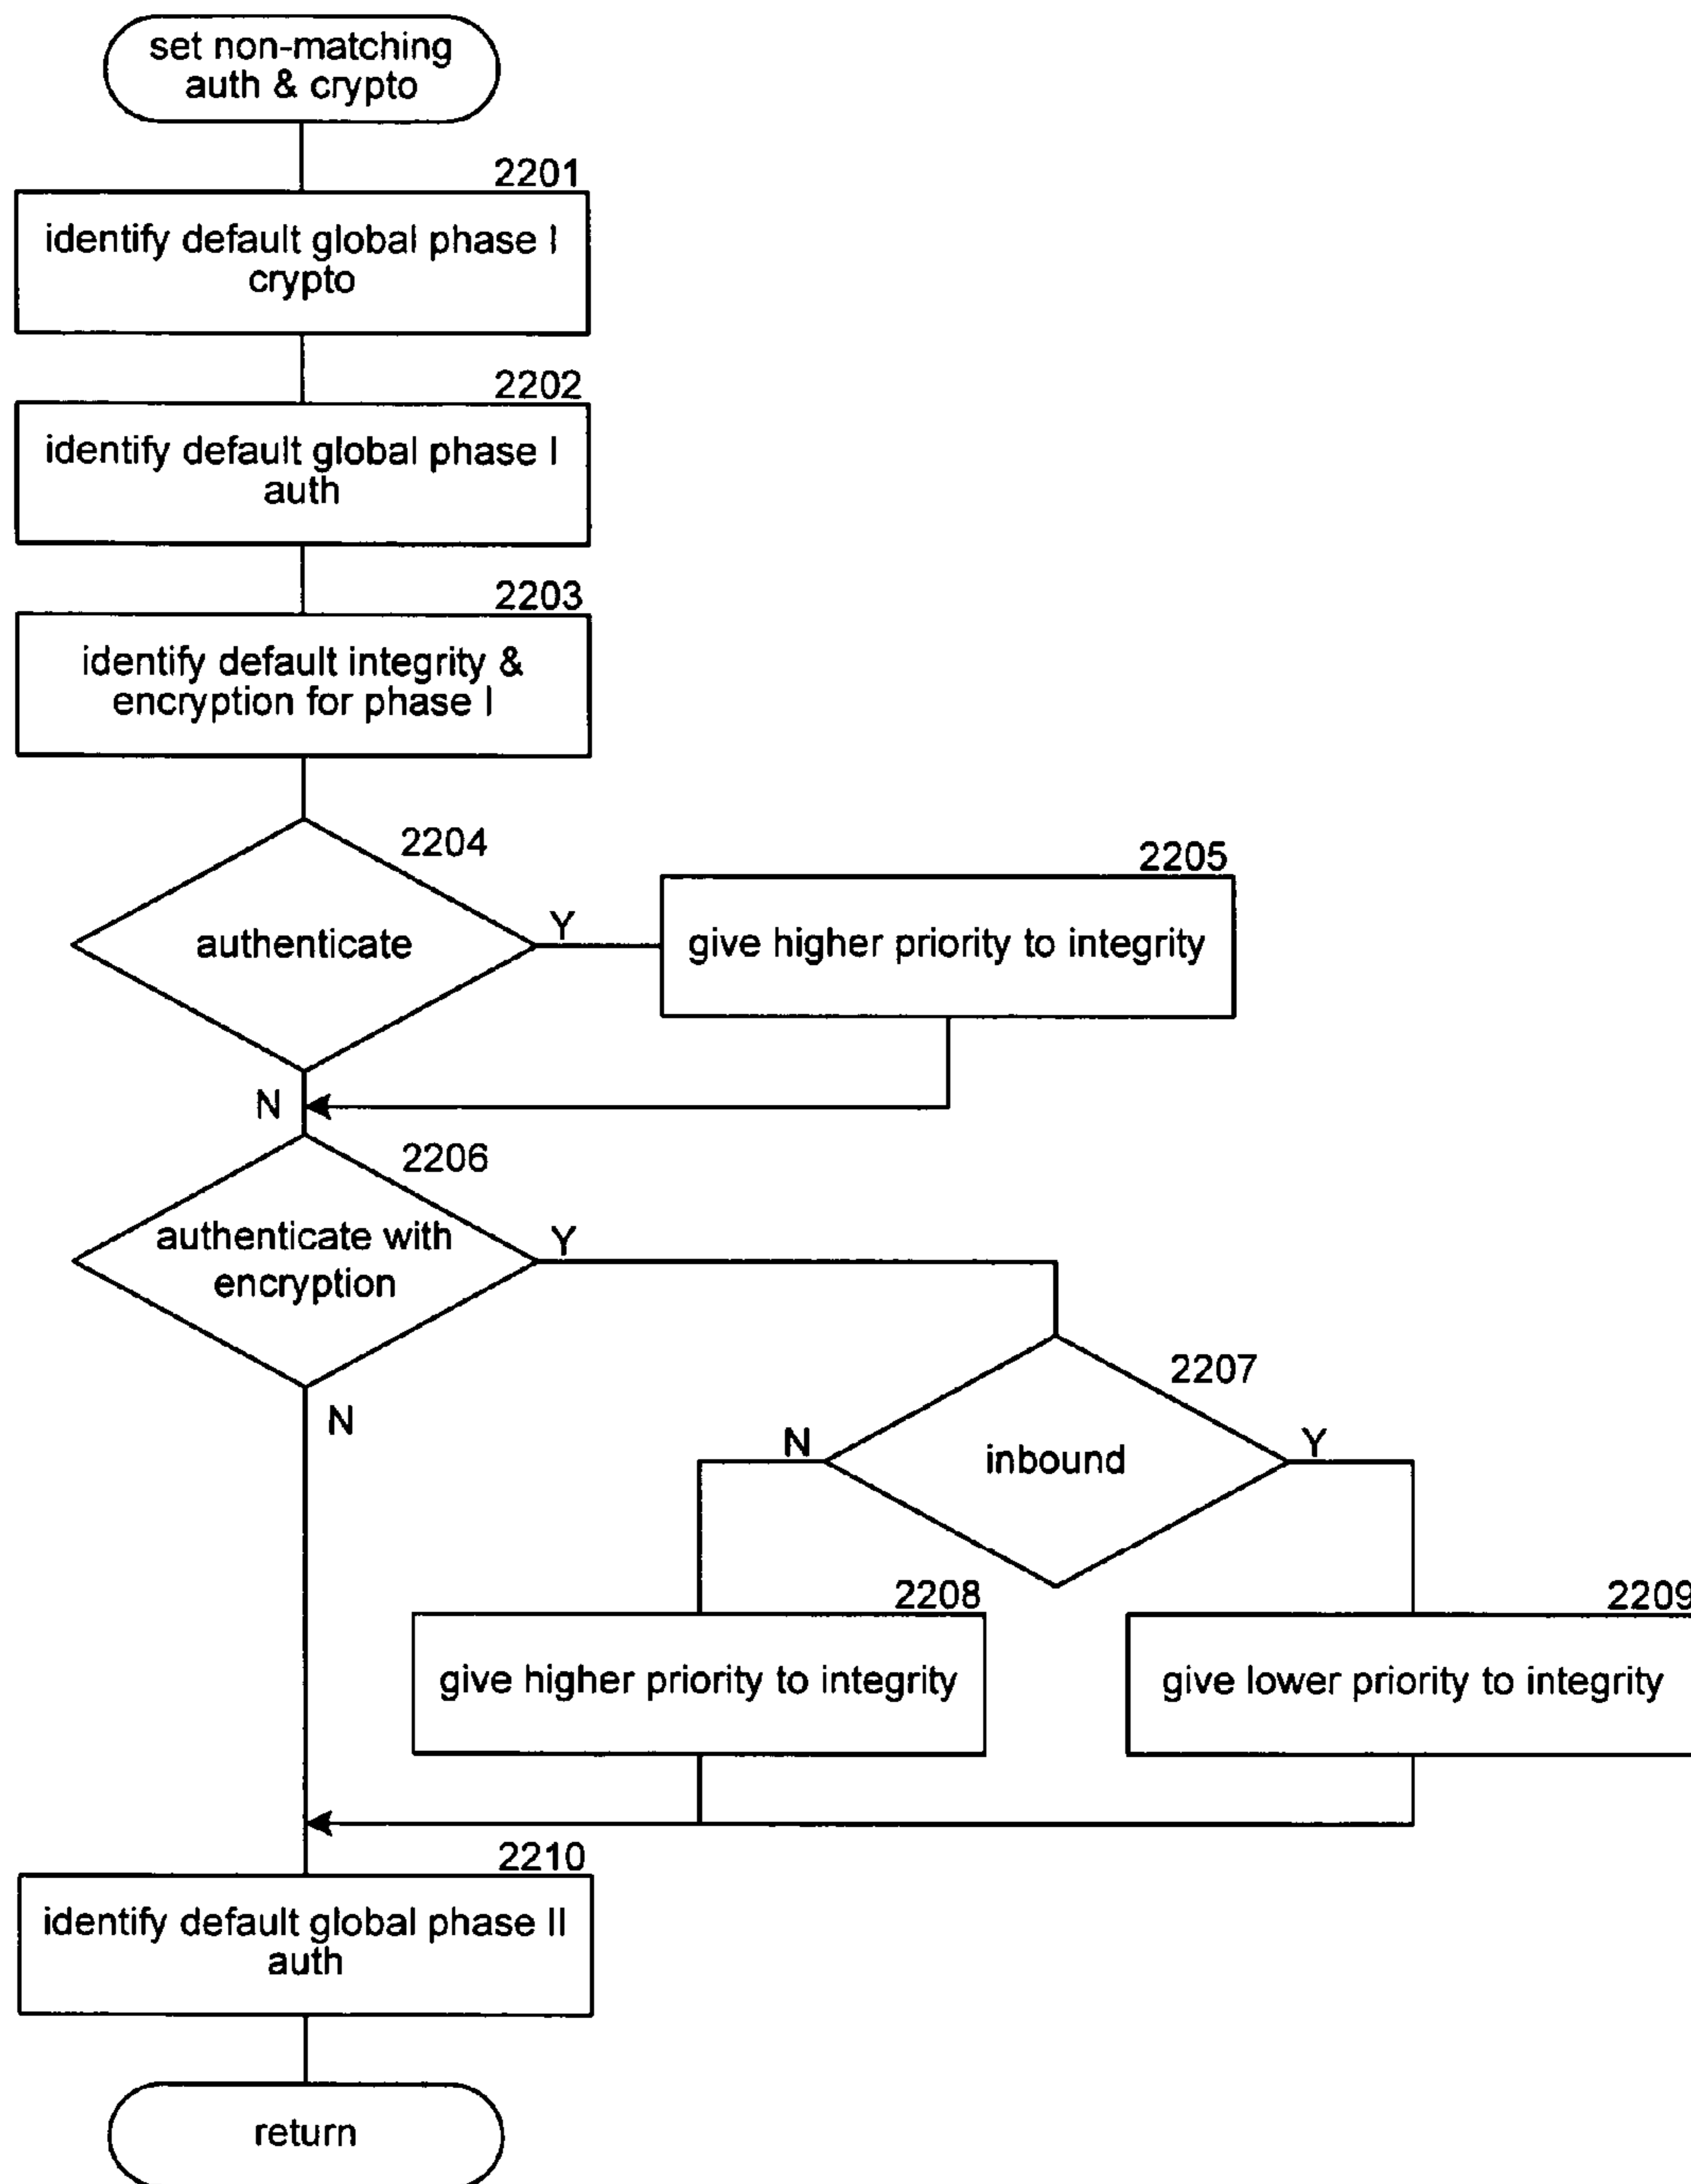 set non-matching
auth & crypto
2201
identify default global phase I
crypto
2202
identify default global phase I
auth
2203
identify default integrity &
encryption for phase I
2204
authenticate
Y
2205
give higher priority to integrity
N
2206
authenticate with
encryption
Y
N
2207
inbound
N
Y
2208
give higher priority to integrity
2209
give lower priority to integrity
2210
identify default global phase II
auth
return